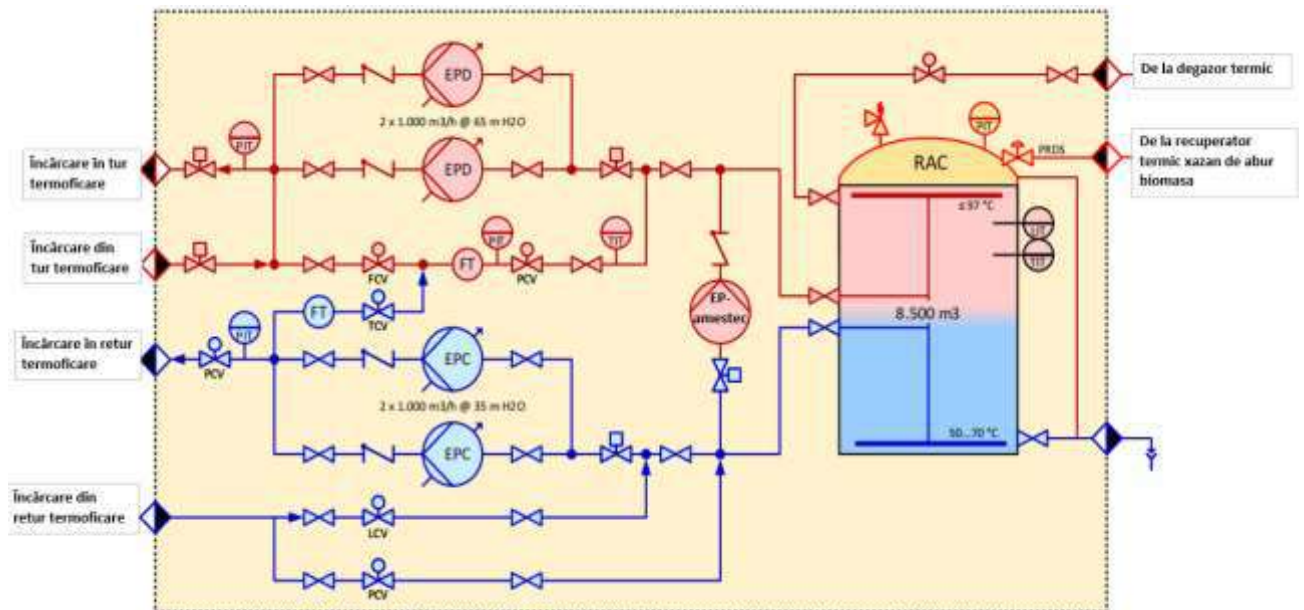 De la degazor termic
EPD
2 x 1.000 m3/h @ 65 m H2O
PIT
PIT
RAC
PRDS
De la recuperator
termic xazan de abur
biomasa
Încărcare în tur
termoficare
EPD
≤97 °C
LIT
TIT
Încărcare din
tur termoficare
FCV
FT
PIT
PCV
TIT
FT
TCV
EP-
amestec
8.500 m3
Încărcare în retur
termoficare
PCV
PIT
EPC
2 x 1.000 m3/h @ 35 m H2O
EPC
50...70 °C
Încărcare din
retur termoficare
LCV
PCV